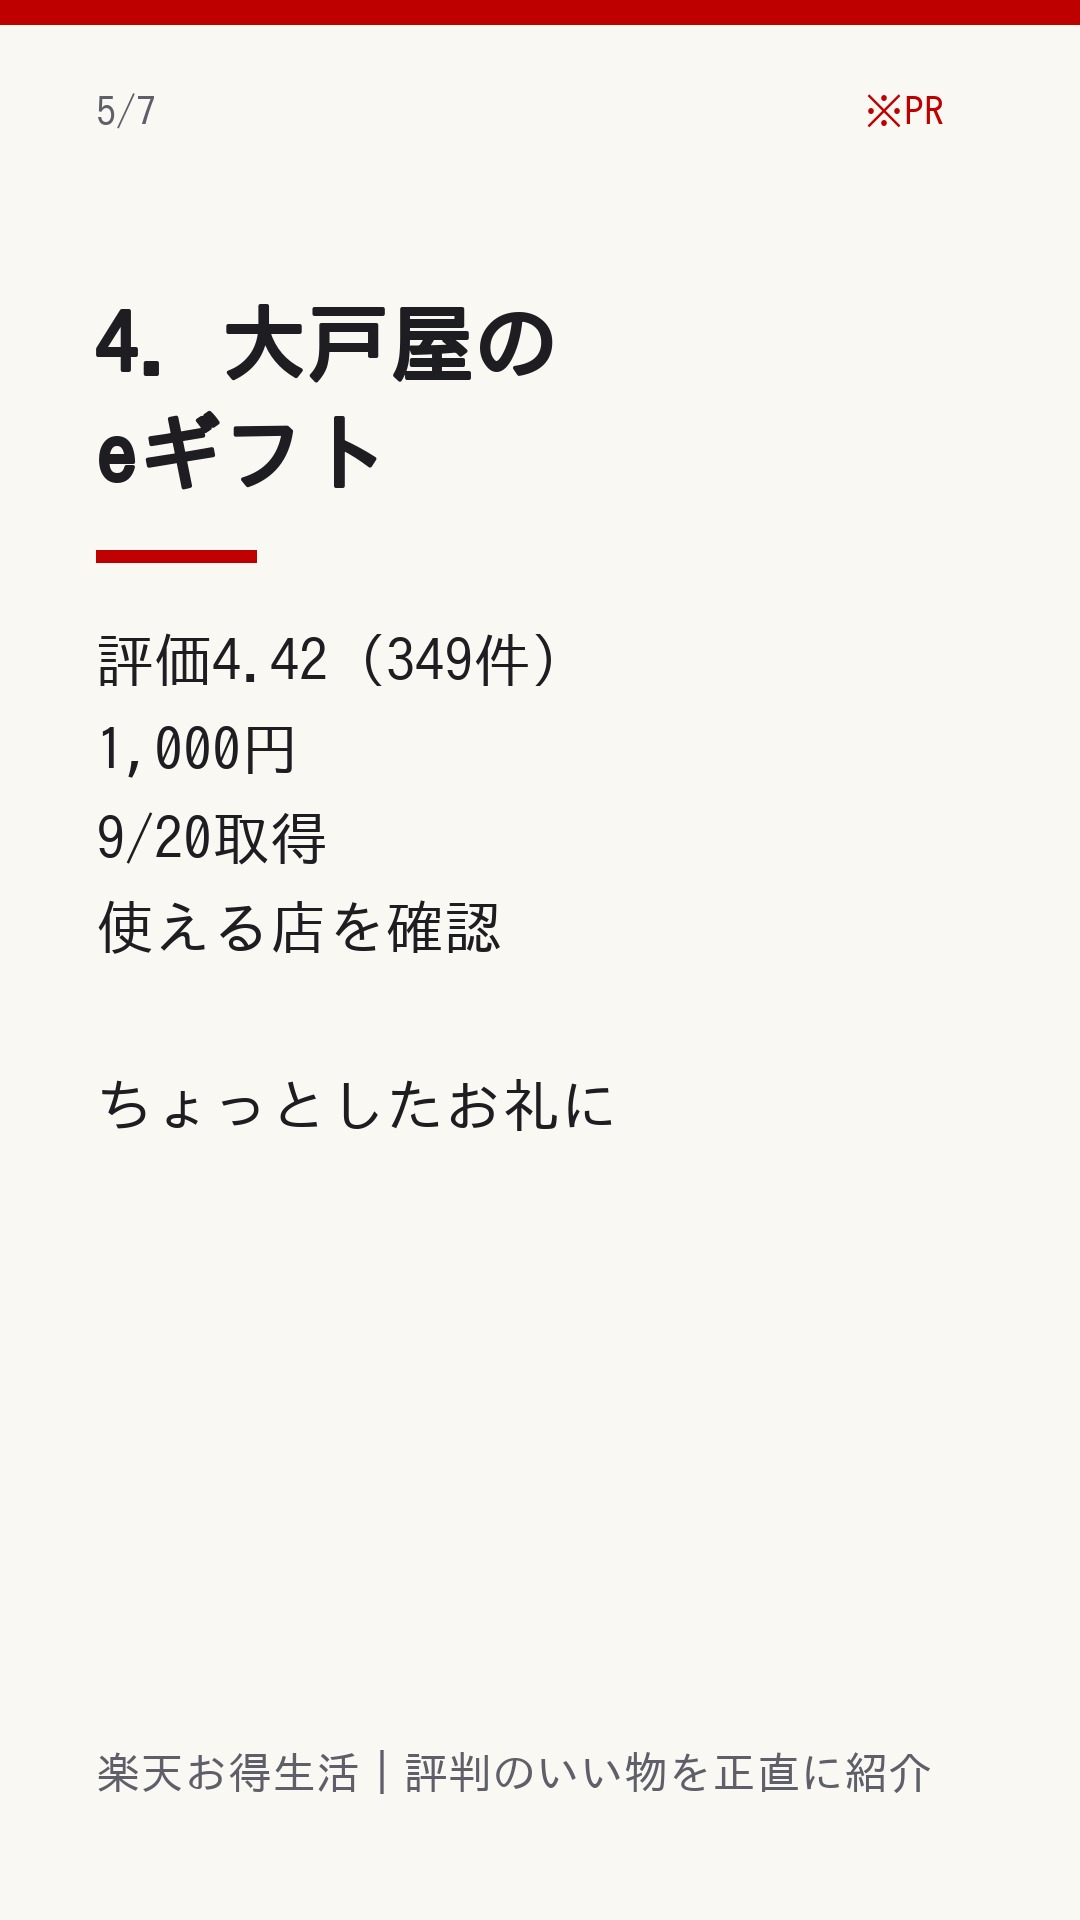 5/7
※PR
4. 大戸屋の
eギフト
評価4.42（349件）
1,000円
9/20取得
使える店を確認
ちょっとしたお礼に
楽天お得生活｜評判のいい物を正直に紹介